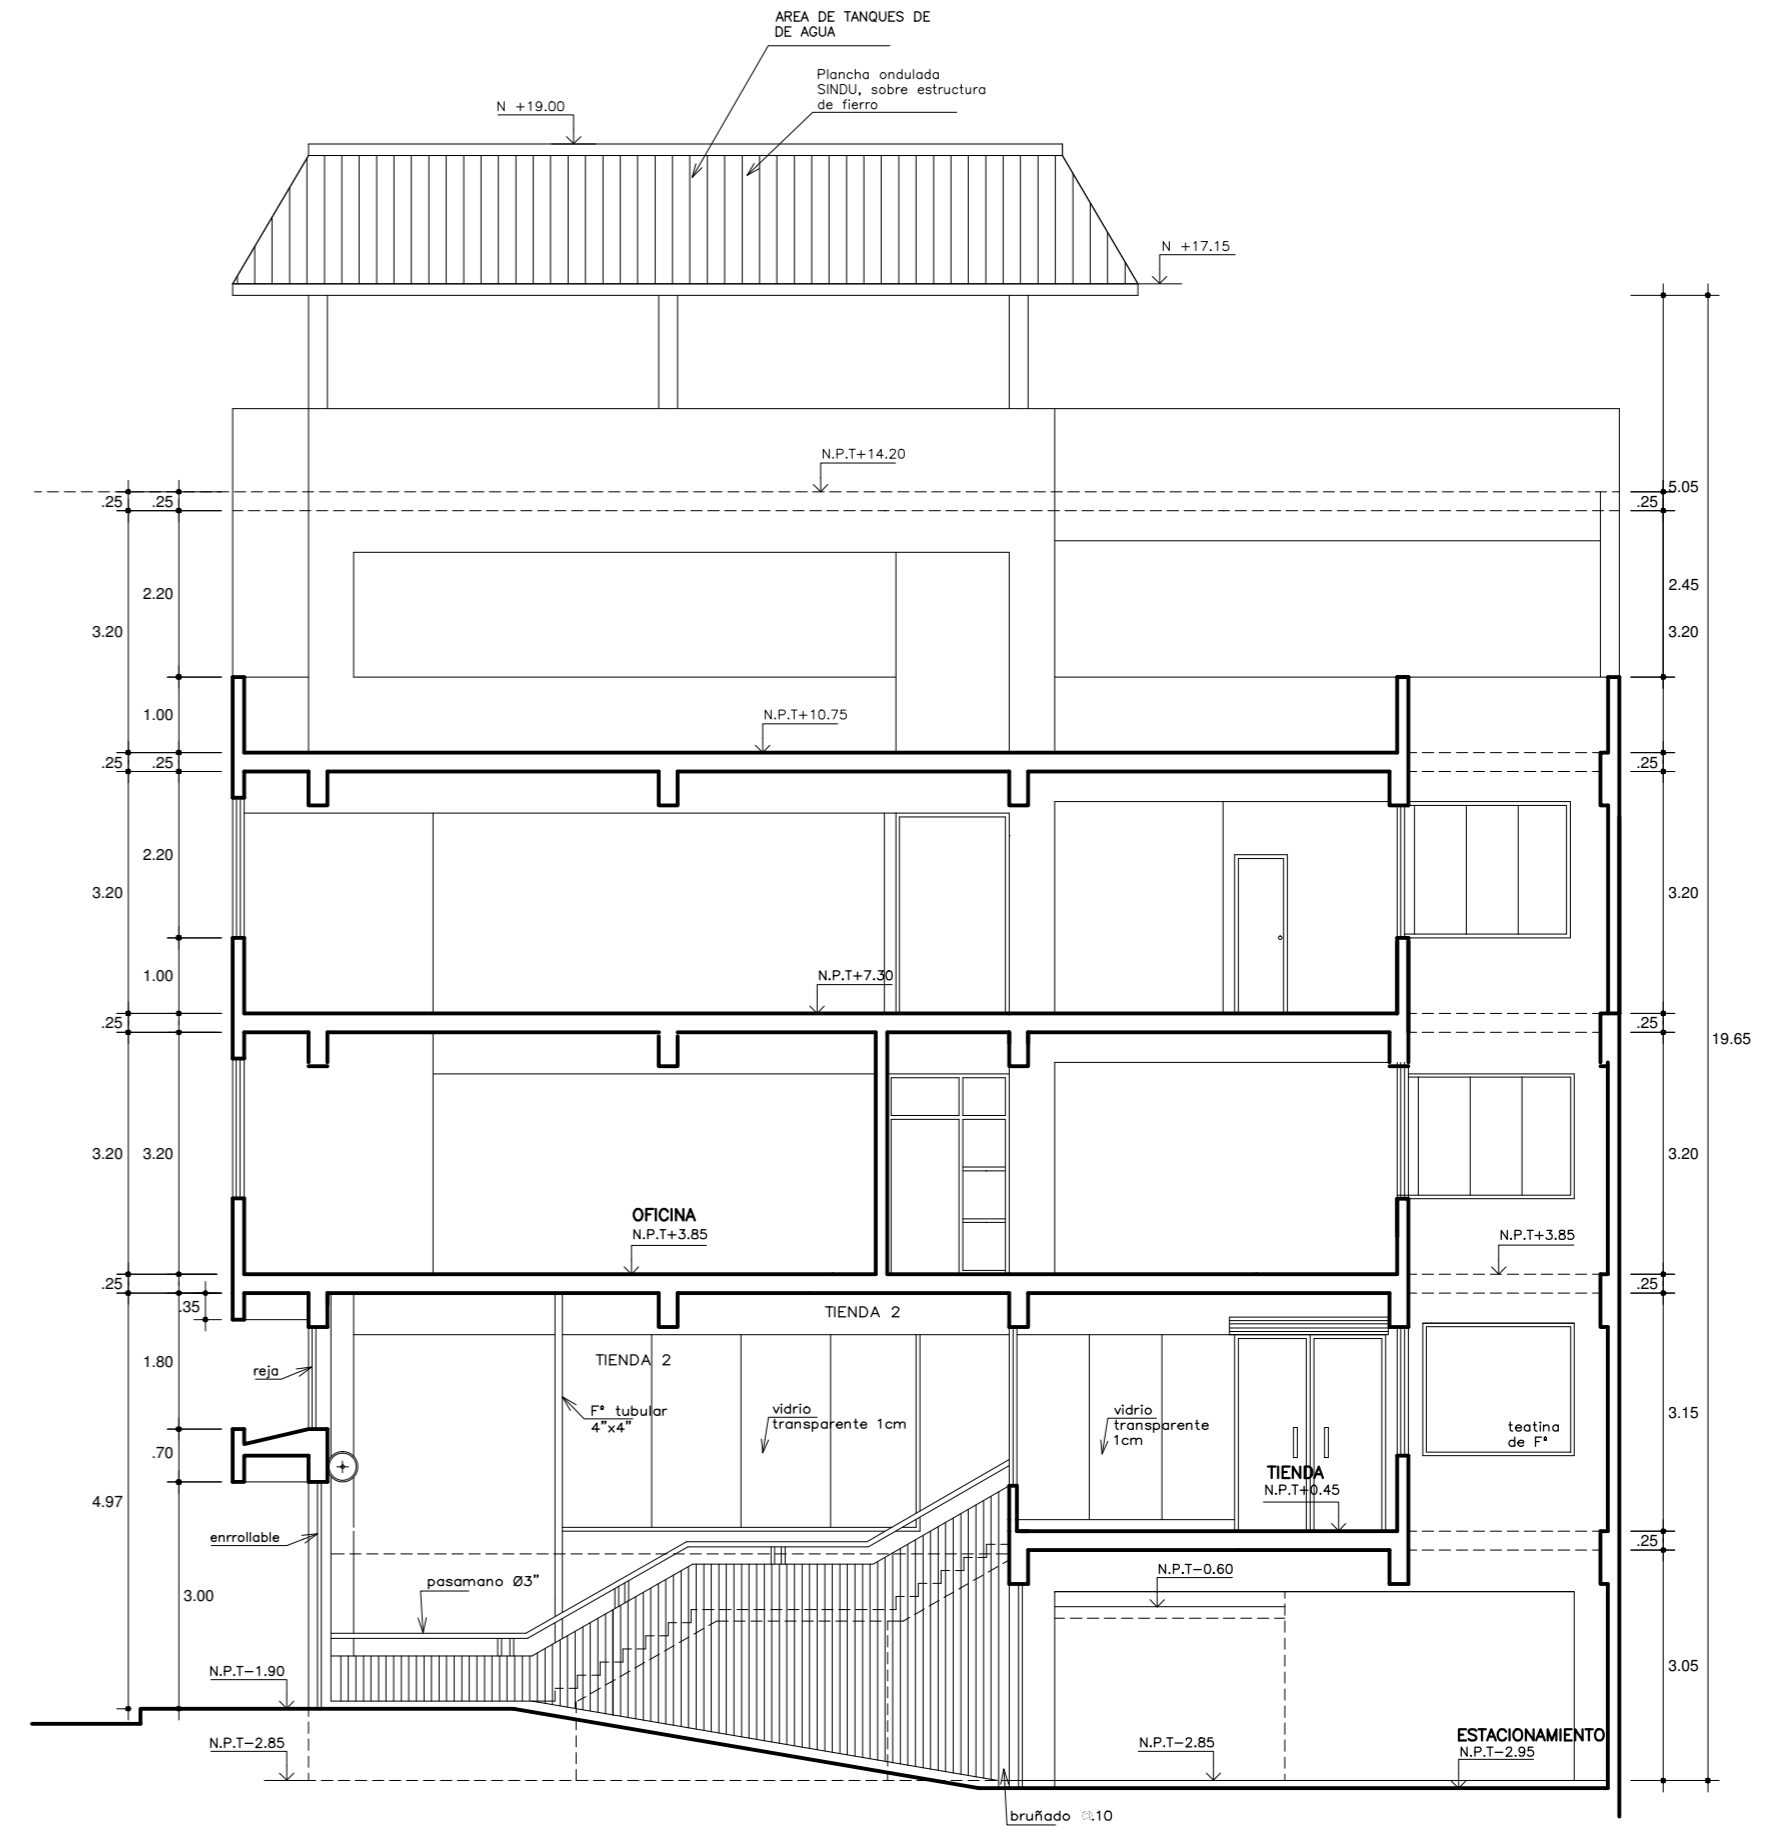 AREA DE TANQUES DE
DE AGUA
Plancha ondulada
SINDU, sobre estructura
de fierro
N +19.00
N +17.15
N.P.T+14.20
5.05
.25
.25
.25
2.20
2.45
3.20
3.20
1.00
N.P.T+10.75
.25
.25
.25
2.20
3.20
3.20
1.00
N.P.T+7.30
.25
.25
19.65
3.20
3.20
3.20
OFICINA
N.P.T+3.85
N.P.T+3.85
.25
.25
.35
TIENDA 2
TIENDA 2
1.80
reja
Fº tubular
4"x4"
vidrio
transparente 1cm
vidrio
transparente
1cm
3.15
teatina
de Fº
.70
TIENDA
N.P.T+0.45
4.97
enrrollable
.25
pasamano Ø3"
N.P.T-0.60
3.00
N.P.T-1.90
3.05
N.P.T-2.85
N.P.T-2.85
ESTACIONAMIENTO
N.P.T-2.95
bruñado @.10